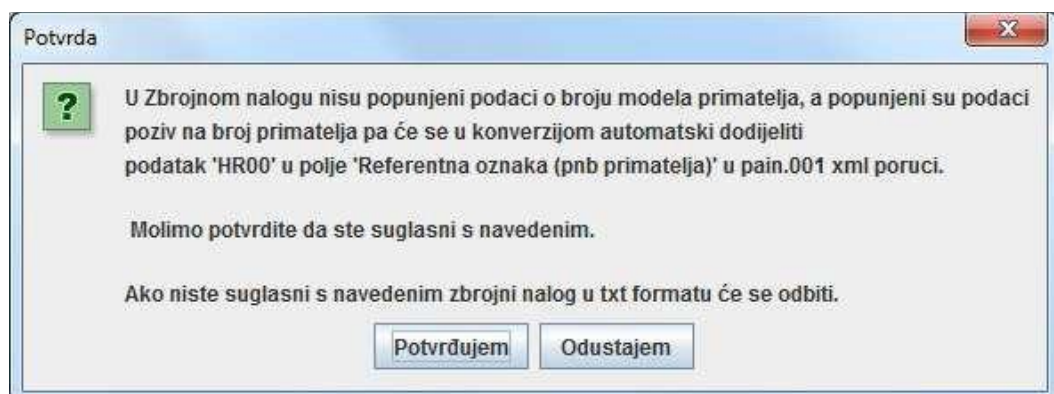 Potvrda
U Zbrojnom nalogu nisu popunjeni podaci o broju modela primatelja, a popunjeni su podaci
poziv na broj primatelja pa će se u konverzijom automatski dodijeliti
podatak 'HR00' u polje 'Referentna oznaka (pnb primatelja)' u pain.001 xml poruci.
Molimo potvrdite da ste suglasni s navedenim.
Ako niste suglasni s navedenim zbrojni nalog u txt formatu će se odbiti.
Potvrđujem Odustajem